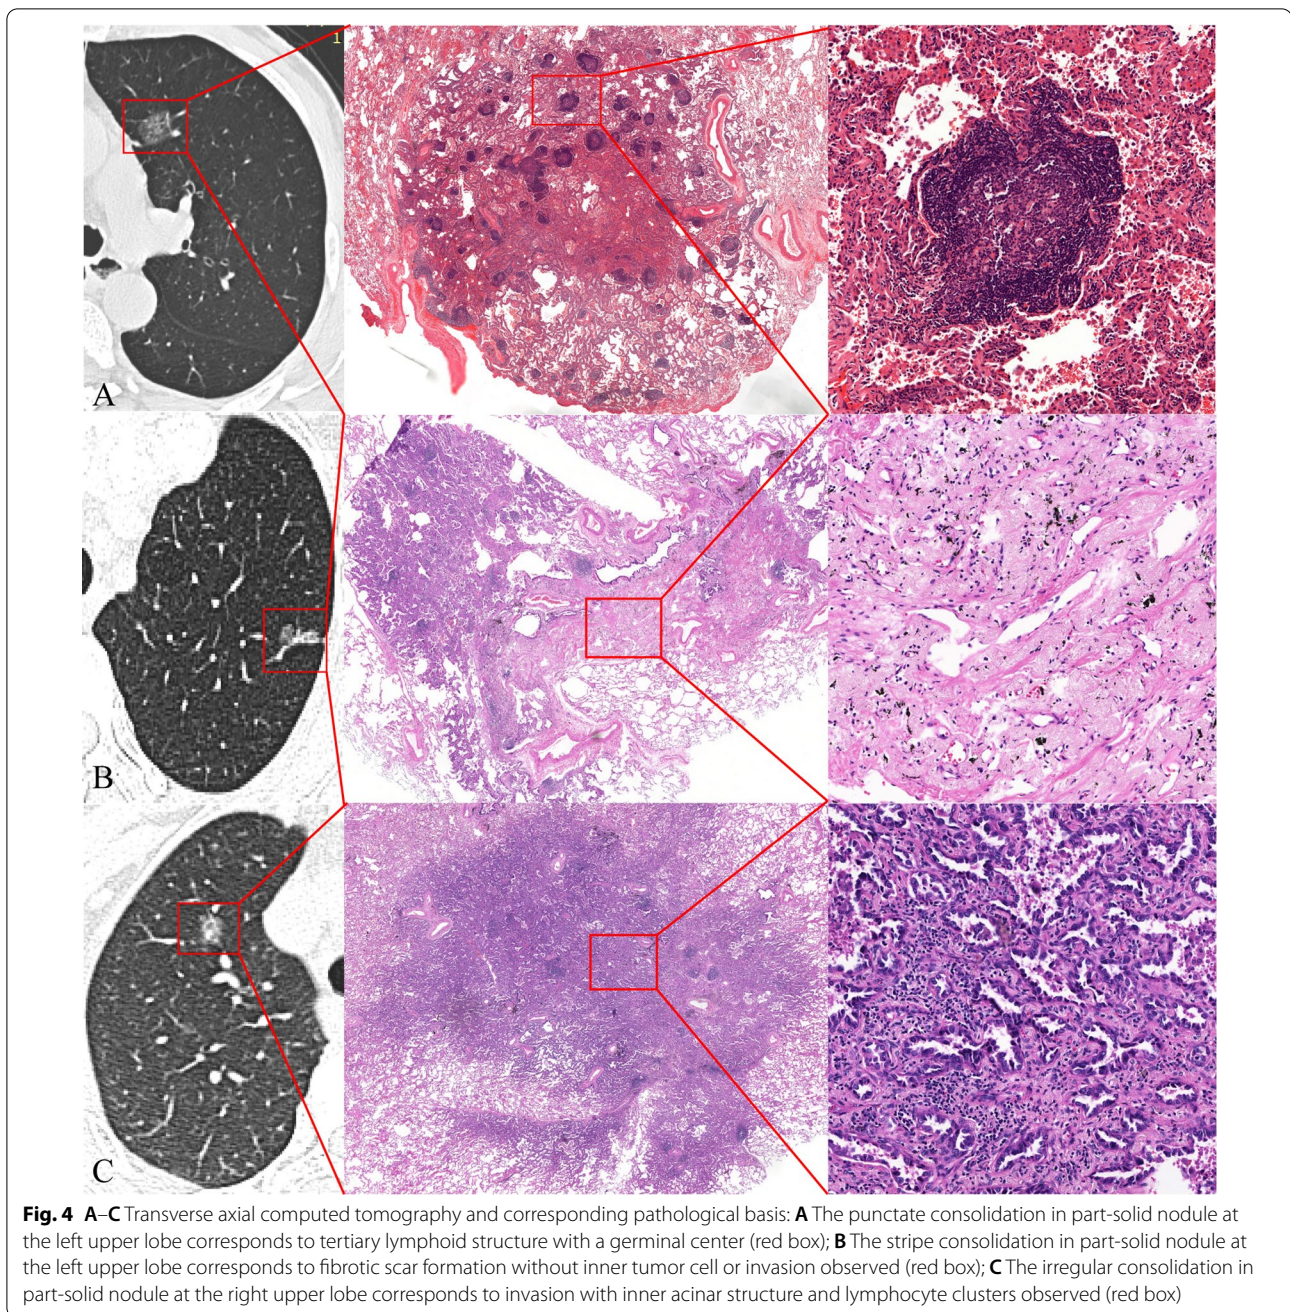 1
A
B
C
Fig. 4 A–C Transverse axial computed tomography and corresponding pathological basis: A The punctate consolidation in part-solid nodule at
the left upper lobe corresponds to tertiary lymphoid structure with a germinal center (red box); B The stripe consolidation in part-solid nodule at
the left upper lobe corresponds to fibrotic scar formation without inner tumor cell or invasion observed (red box); C The irregular consolidation in
part-solid nodule at the right upper lobe corresponds to invasion with inner acinar structure and lymphocyte clusters observed (red box)